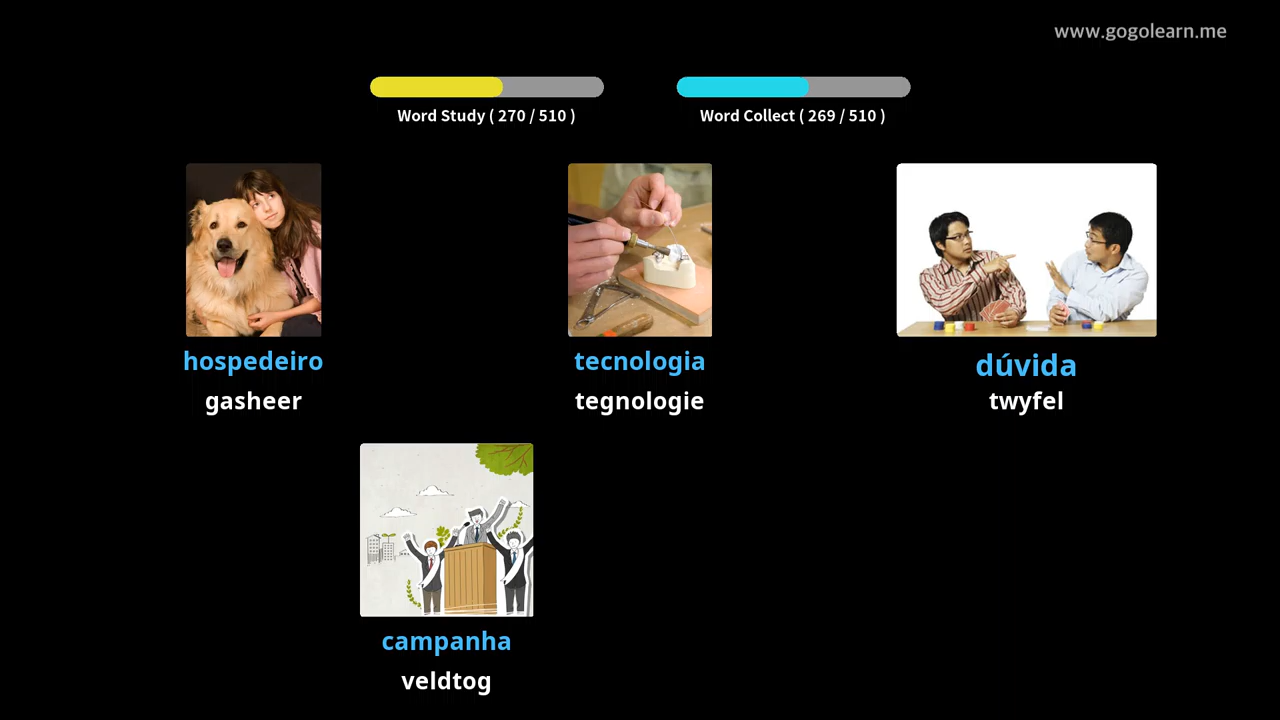 www.gogolearn.me
Word Study ( 270 / 510 )
Word Collect ( 269 / 510 )
hospedeiro
gasheer
tecnologia
tegnologie
dúvida
twyfel
campanha
veldtog